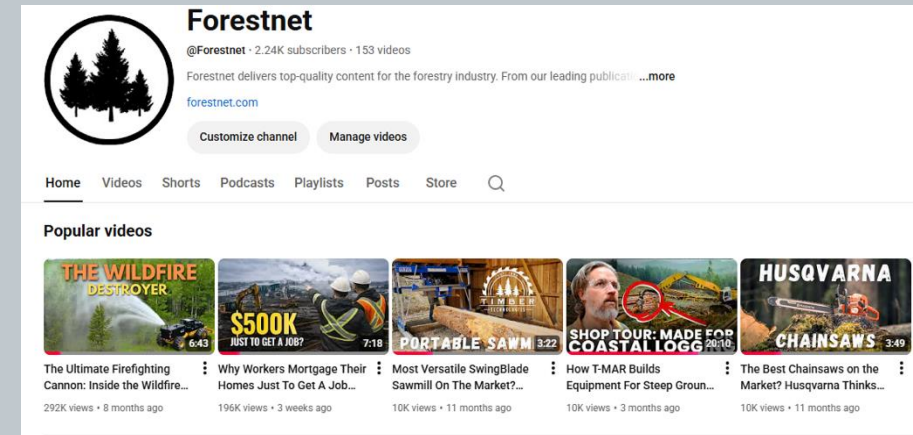 Forestnet
@Forestnet · 2.24K subscribers · 153 videos
Forestnet delivers top-quality content for the forestry industry. From our leading publicatio ...more
forestnet.com
Customize channel Manage videos
Home Videos Shorts Podcasts Playlists Posts Store
Popular videos
THE WILDFIRE
DESTROYER
6:43
$500K
JUST TO GET A JOB?
7:18
TIMBER
TECHNOLOGIES
PORTABLE SAWM
3:22
SHOP TOUR: MADE FOR
COASTAL LOGG
20:10
HUSQVARNA
CHAINSAWS
3:49
The Ultimate Firefighting
Cannon: Inside the Wildfire...
292K views • 8 months ago
Why Workers Mortgage Their
Homes Just To Get A Job...
196K views • 3 weeks ago
Most Versatile SwingBlade
Sawmill On The Market?...
10K views • 11 months ago
How T-MAR Builds
Equipment For Steep Groun...
10K views • 3 months ago
The Best Chainsaws on the
Market? Husqvarna Thinks...
10K views • 11 months ago